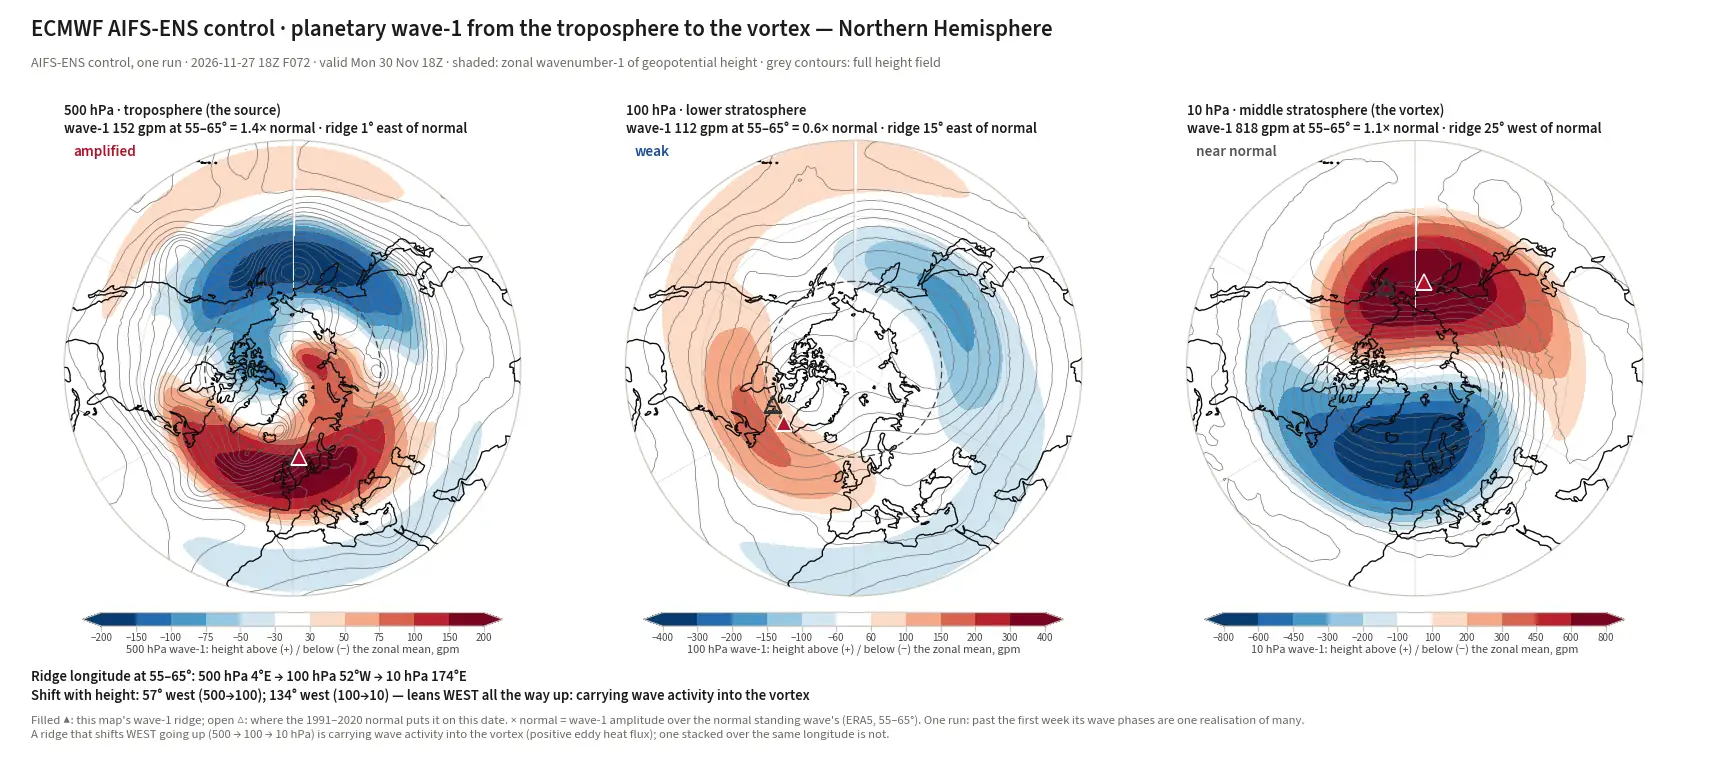 ECMWF AIFS-ENS control · planetary wave-1 from the troposphere to the vortex — Northern Hemisphere
AIFS-ENS control, one run · 2026-11-27 18Z F072 · valid Mon 30 Nov 18Z · shaded: zonal wavenumber-1 of geopotential height · grey contours: full height field
500 hPa · troposphere (the source)
wave-1 152 gpm at 55–65° = 1.4× normal · ridge 1° east of normal
amplified
100 hPa · lower stratosphere
wave-1 112 gpm at 55–65° = 0.6× normal · ridge 15° east of normal
weak
10 hPa · middle stratosphere (the vortex)
wave-1 818 gpm at 55–65° = 1.1× normal · ridge 25° west of normal
near normal
−200 −150 −100 −75 −50 −30 30 50 75 100 150 200
500 hPa wave-1: height above (+) / below (−) the zonal mean, gpm
−400 −300 −200 −150 −100 −60 60 100 150 200 300 400
100 hPa wave-1: height above (+) / below (−) the zonal mean, gpm
−800 −600 −450 −300 −200 −100 100 200 300 450 600 800
10 hPa wave-1: height above (+) / below (−) the zonal mean, gpm
Ridge longitude at 55–65°: 500 hPa 4°E → 100 hPa 52°W → 10 hPa 174°E
Shift with height: 57° west (500→100); 134° west (100→10) — leans WEST all the way up: carrying wave activity into the vortex
Filled ▲: this map's wave-1 ridge; open △: where the 1991–2020 normal puts it on this date. × normal = wave-1 amplitude over the normal standing wave's (ERA5, 55–65°). One run: past the first week its wave phases are one realisation of many.
A ridge that shifts WEST going up (500 → 100 → 10 hPa) is carrying wave activity into the vortex (positive eddy heat flux); one stacked over the same longitude is not.